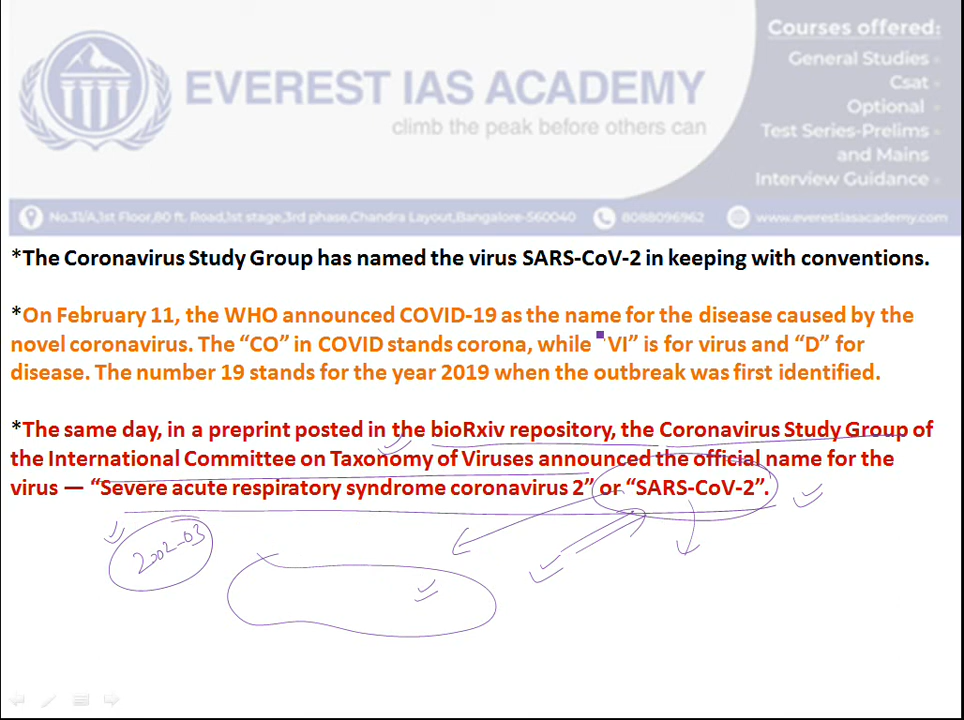 Courses offered:
General Studies
Csat
Optional
Test Series-Prelims
and Mains
Interview Guidance
EVEREST IAS ACADEMY
climb the peak before others can
No.31/A,1st Floor,80 ft. Road,1st stage,3rd phase,Chandra Layout,Bangalore-560040 8088096962 www.everestiasacademy.com
*The Coronavirus Study Group has named the virus SARS-CoV-2 in keeping with conventions.
*On February 11, the WHO announced COVID-19 as the name for the disease caused by the
novel coronavirus. The “CO” in COVID stands corona, while “VI” is for virus and “D” for
disease. The number 19 stands for the year 2019 when the outbreak was first identified.
*The same day, in a preprint posted in the bioRxiv repository, the Coronavirus Study Group of
the International Committee on Taxonomy of Viruses announced the official name for the
virus — “Severe acute respiratory syndrome coronavirus 2” or “SARS-CoV-2”.
2002-03